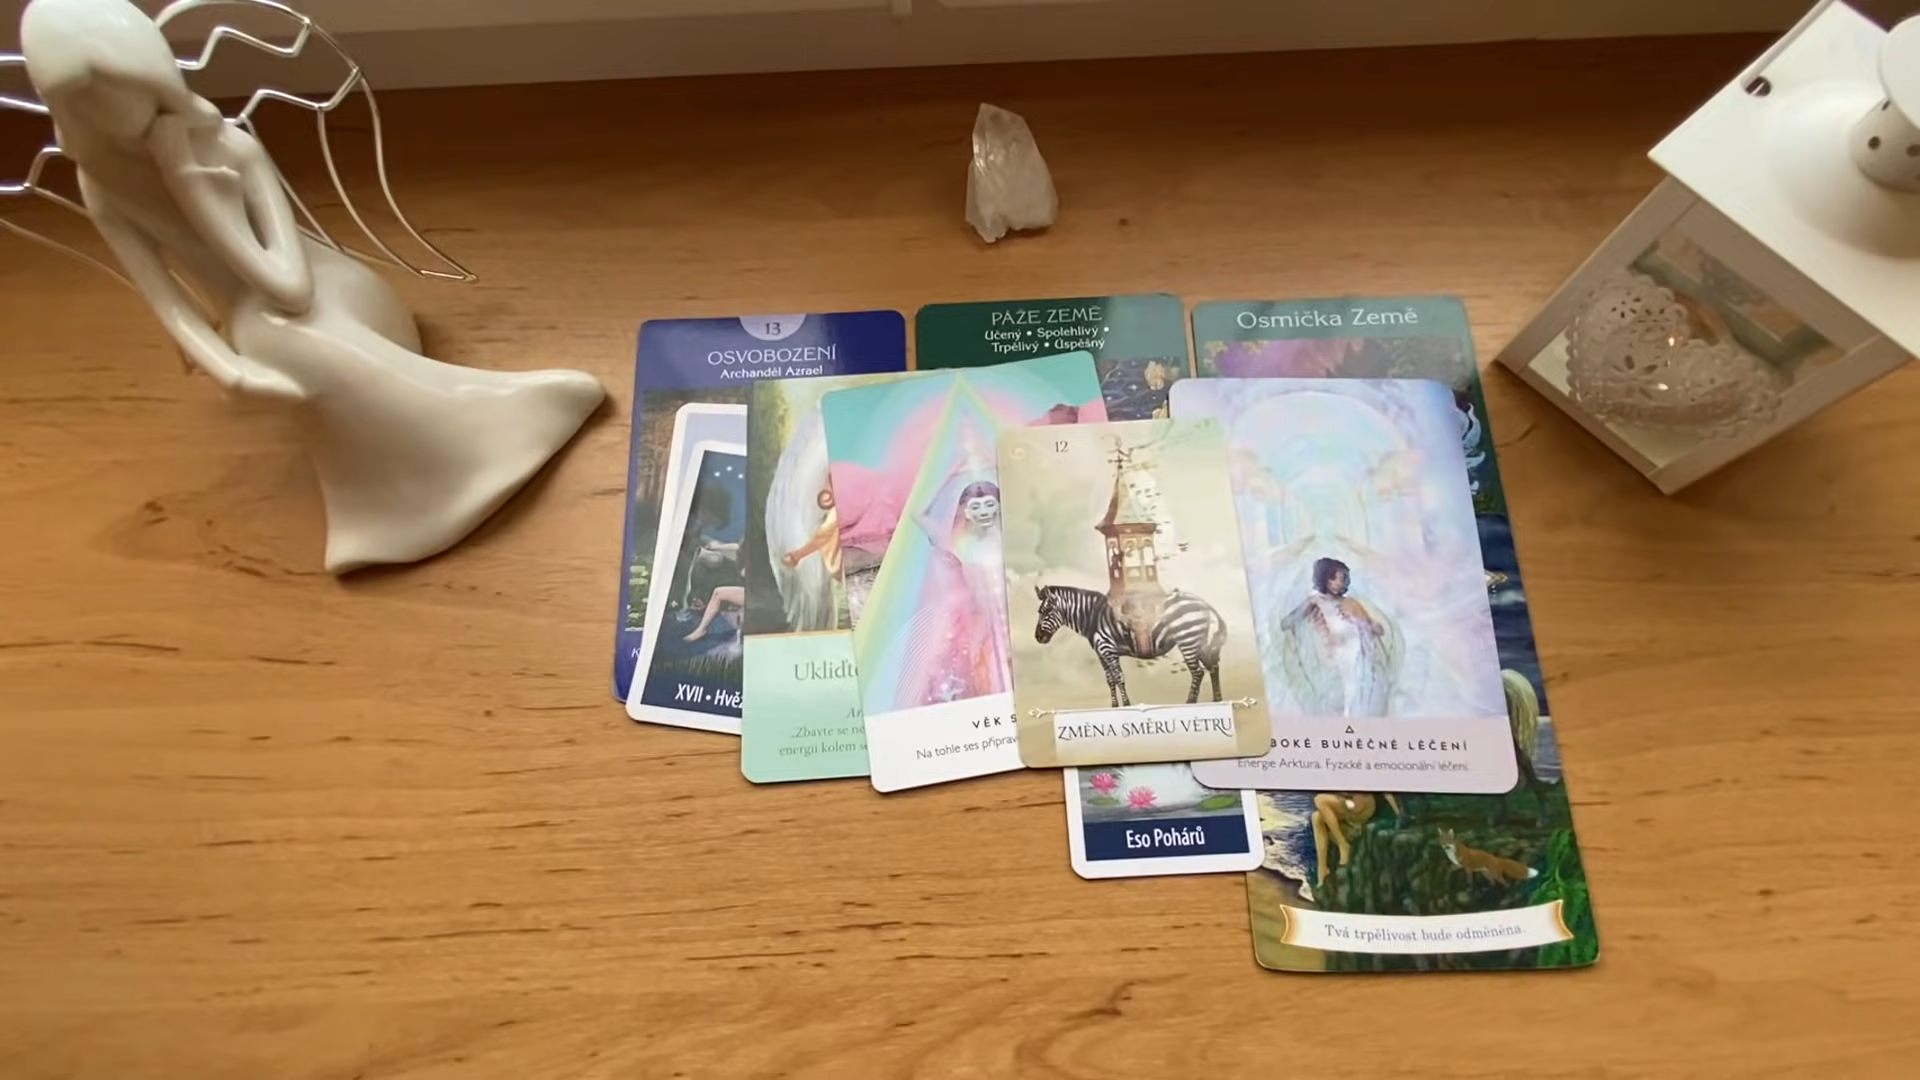 13
OSVOBOZENÍ
Archanděl Azrael
PÁŽE ZEMĚ
Učený • Spolehlivý •
Trpělivý • Úspěšný
Osmička Země
XVII • Hvěz
Ukliďte
„Zbavte se ne
energii kolem
VĚK S
Na tohle ses připrav
12
ZMĚNA SMĚRU VĚTRU
BOKÉ BUNĚČNÉ LÉČENÍ
Energie Arktura. Fyzické a emocionální léčení.
Eso Pohárů
Tvá trpělivost bude odměněna.